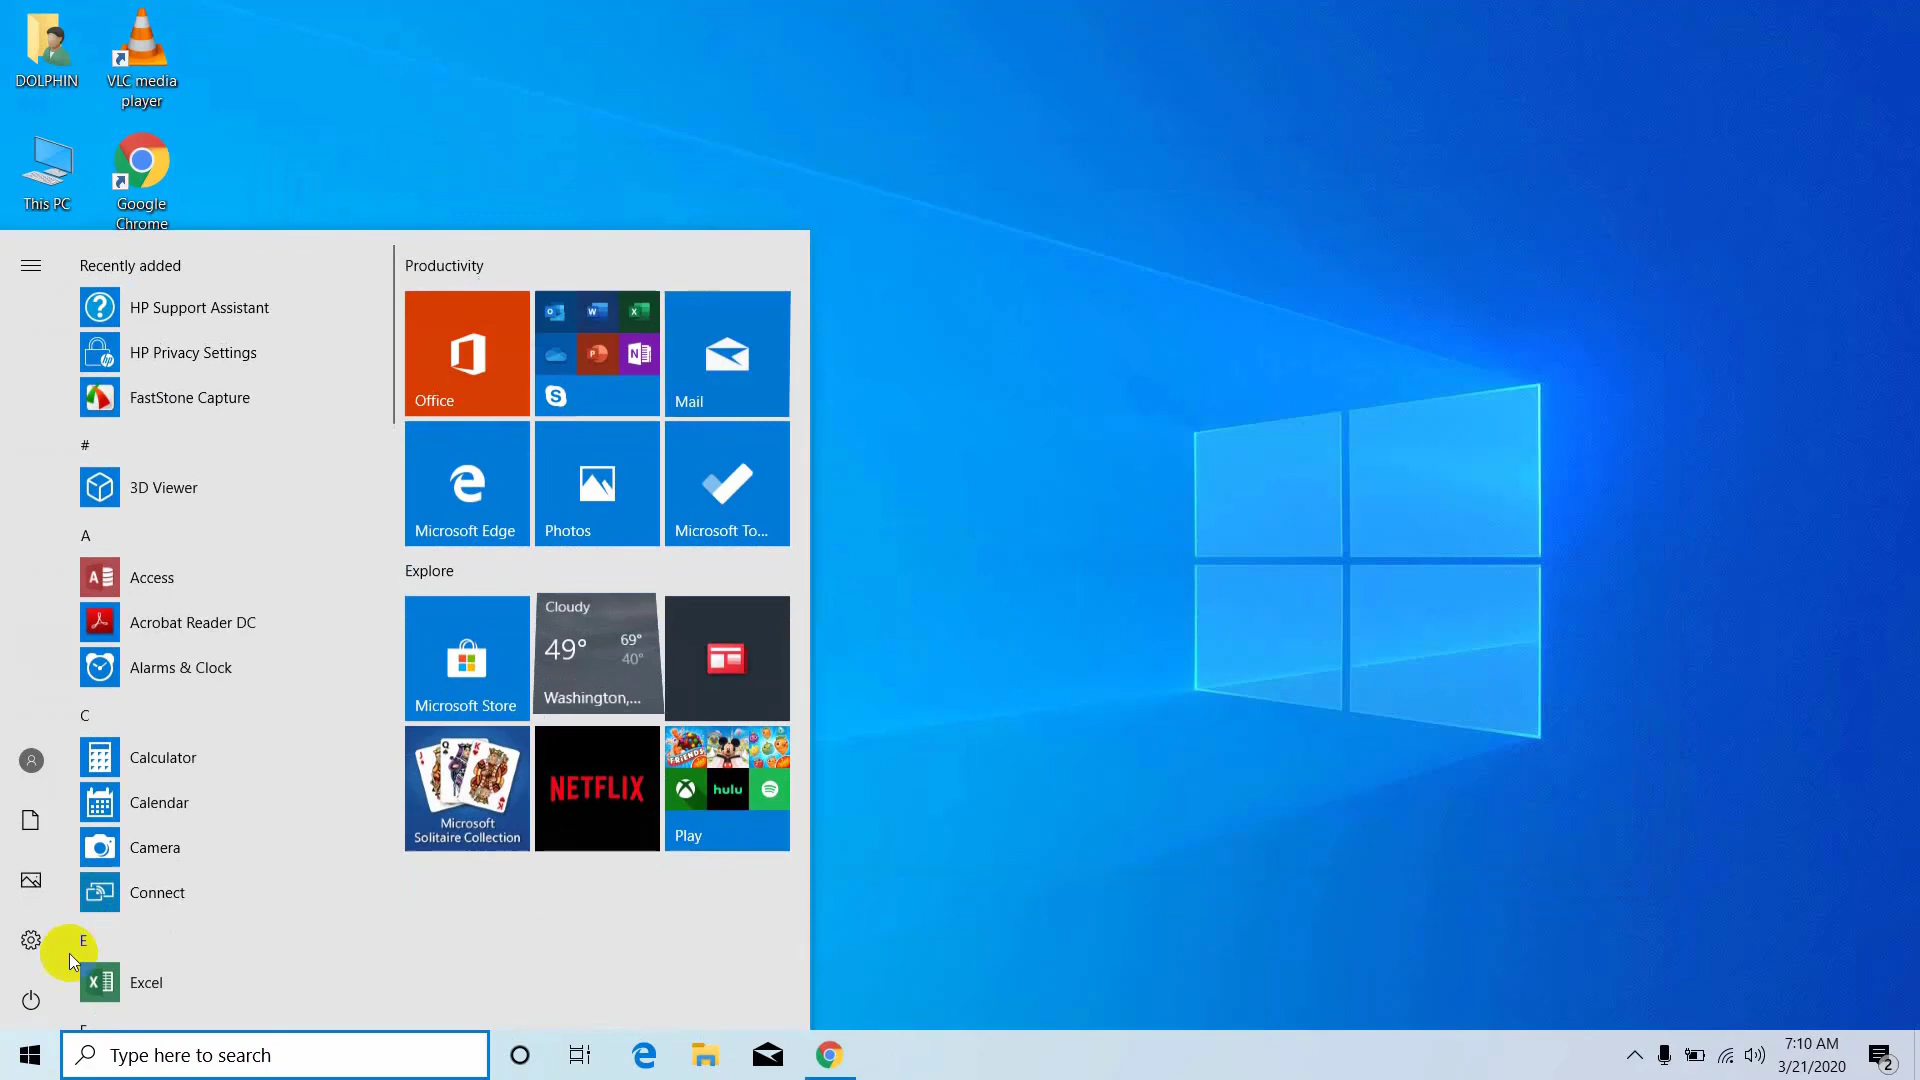 DOLPHIN
VLC media
player
This PC
Google
Chrome
Recently added
HP Support Assistant
HP Privacy Settings
FastStone Capture
#
3D Viewer
A
Access
Acrobat Reader DC
Alarms & Clock
C
Calculator
Calendar
Camera
Connect
E
Excel
Productivity
Office
Mail
Microsoft Edge
Photos
Microsoft To...
Explore
Microsoft Store
Cloudy
49°
69°
40°
Washington,...
Microsoft
Solitaire Collection
NETFLIX
FRIENDS
hulu
Play
Type here to search
7:10 AM
3/21/2020
2